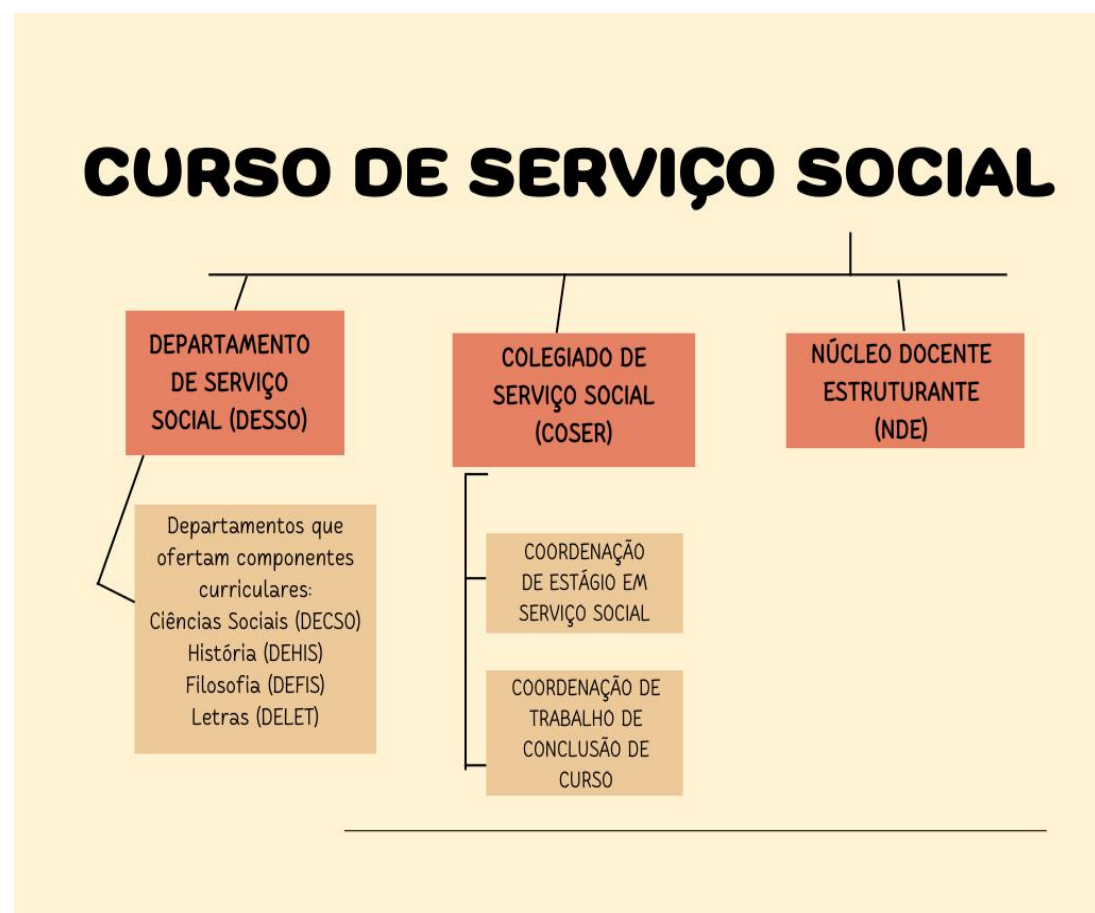 CURSO DE SERVIÇO SOCIAL
DEPARTAMENTO
DE SERVIÇO
SOCIAL (DESSO)
COLEGIADO DE
SERVIÇO SOCIAL
(COSER)
NÚCLEO DOCENTE
ESTRUTURANTE
(NDE)
Departamentos que
ofertam componentes
curriculares:
Ciências Sociais (DECSO)
História (DEHIS)
Filosofia (DEFIS)
Letras (DELET)
COORDENAÇÃO
DE ESTÁGIO EM
SERVIÇO SOCIAL
COORDENAÇÃO DE
TRABALHO DE
CONCLUSÃO DE
CURSO